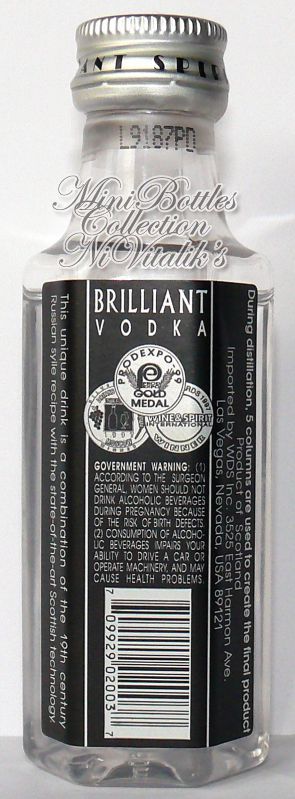 ANT SPIR
L9187PD
MiniBottles
Collection
NiVitalik's
BRILLIANT
VODKA
PRODEXPO 99
GOLD
MEDAL
WINE & SPIRIT
INTERNATIONAL
WINNER
GOVERNMENT WARNING: (1)
ACCORDING TO THE SURGEON
GENERAL, WOMEN SHOULD NOT
DRINK ALCOHOLIC BEVERAGES
DURING PREGNANCY BECAUSE
OF THE RISK OF BIRTH DEFECTS.
(2) CONSUMPTION OF ALCOHO-
LIC BEVERAGES IMPAIRS YOUR
ABILITY TO DRIVE A CAR OR
OPERATE MACHINERY, AND MAY
CAUSE HEALTH PROBLEMS.
7 09929 02003 7
This unique drink is a combination of the 19th century
Russian sylie recipe with the state-of-the-art Scottish technology.
During distillation, 5 columns are used to create the final product
Imported by WDS Inc. 3525 East Harmon Ave.
Las Vegas, Nevada, USA 89121